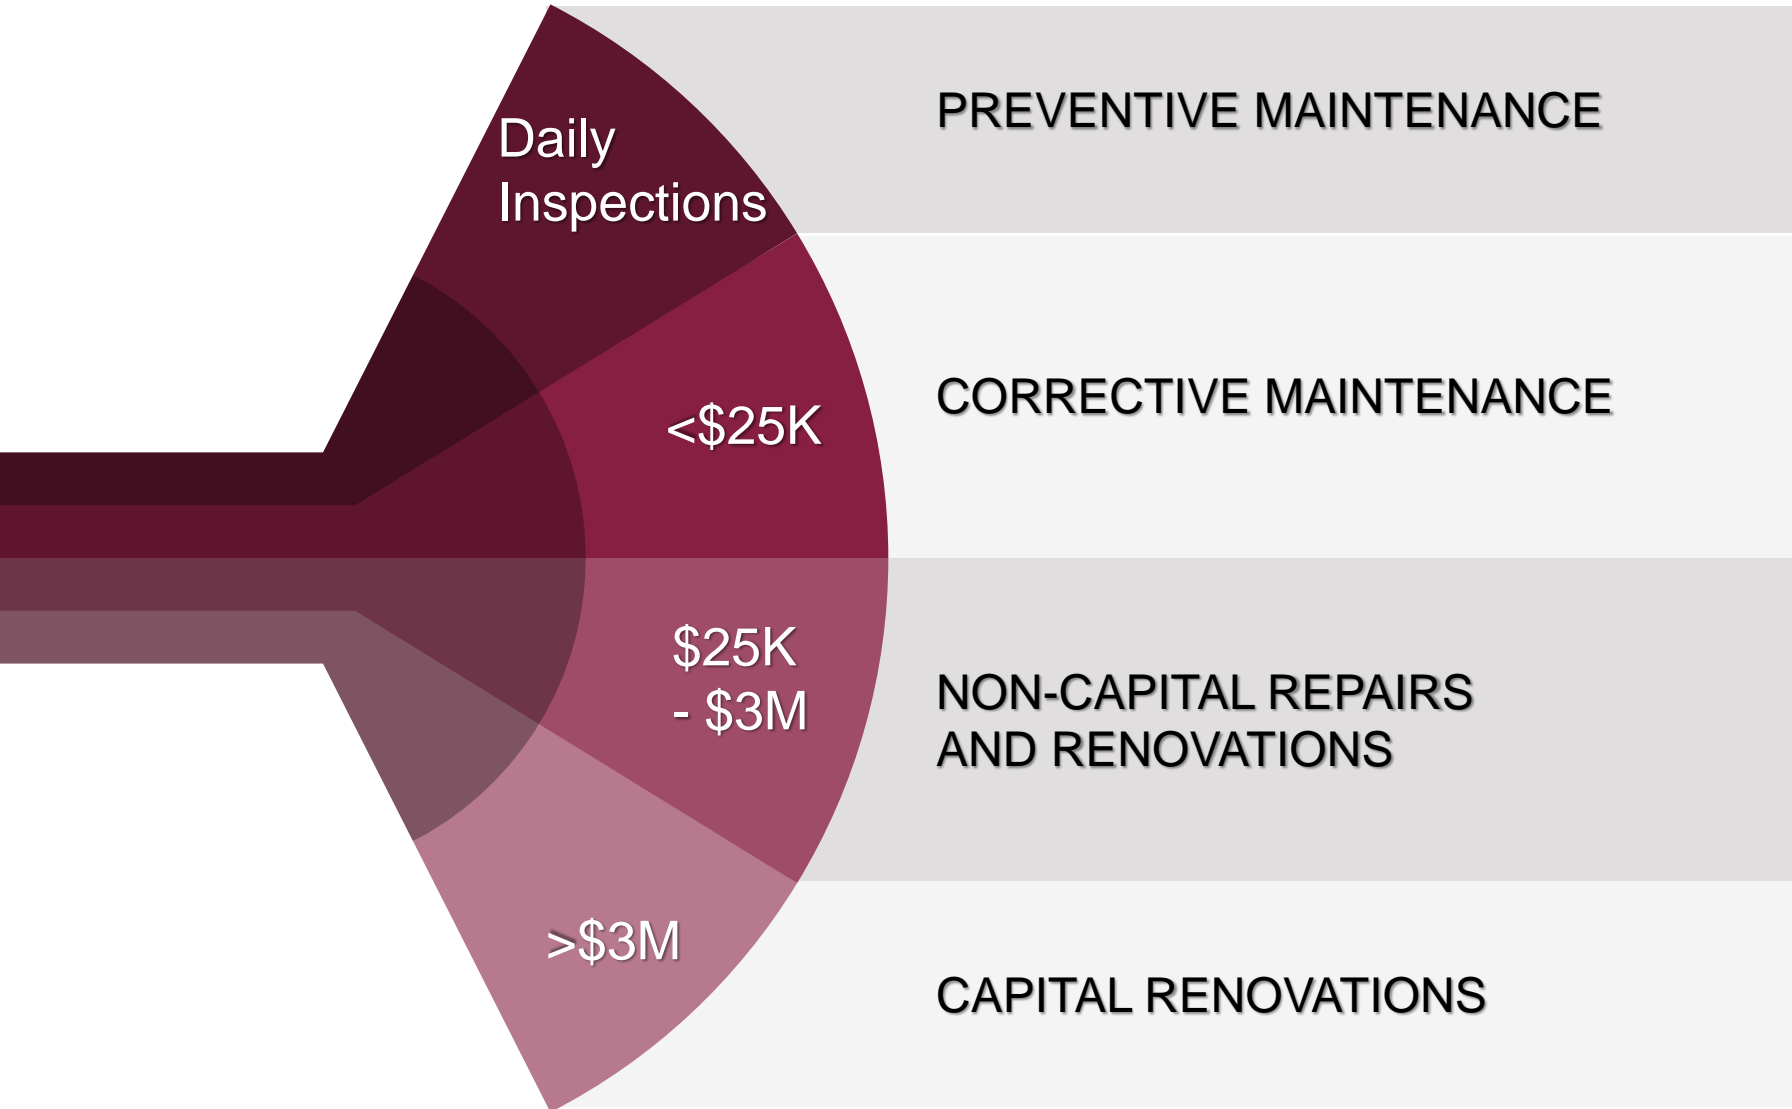 Daily
Inspections
PREVENTIVE MAINTENANCE
<$25K
CORRECTIVE MAINTENANCE
$25K
- $3M
NON-CAPITAL REPAIRS
AND RENOVATIONS
>$3M
CAPITAL RENOVATIONS